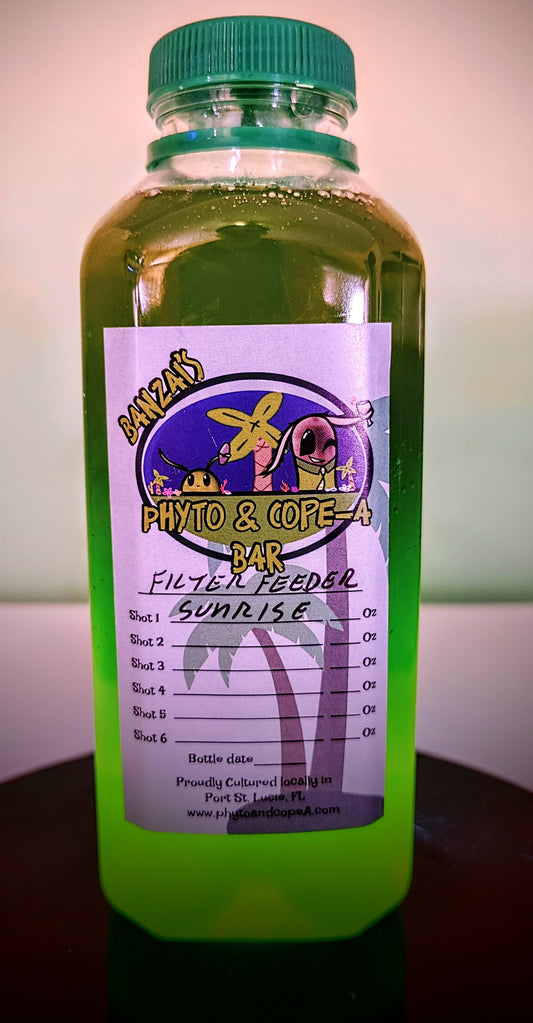 BANZAI'S
PHYTO & COPE-A
BAR
FILTER FEEDER
Shot 1 SUNRISE Oz
Shot 2 Oz
Shot 3 Oz
Shot 4 Oz
Shot 5 Oz
Shot 6 Oz
Bottle date
Proudly Cultured locally in
Port St. Lucie, FL
www.phytoandcopeA.com